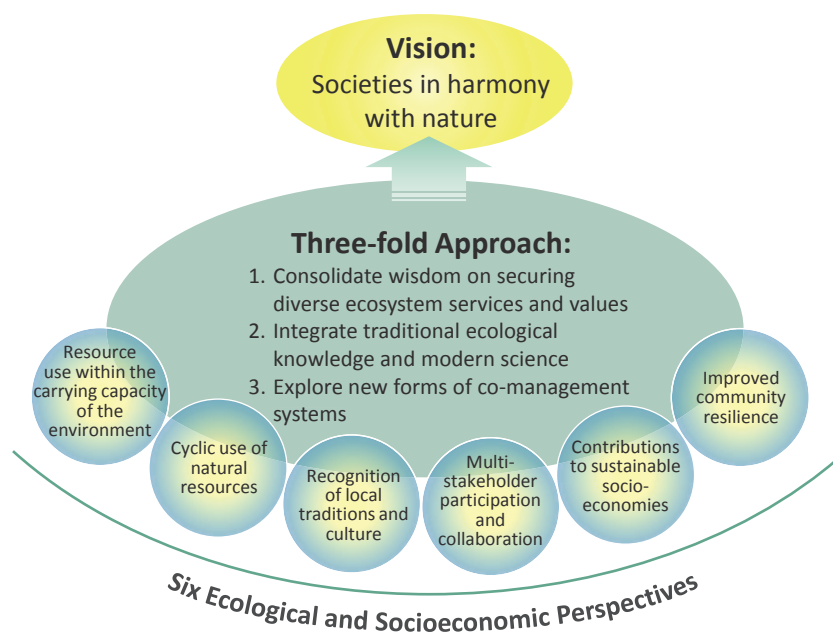 Vision:
Societies in harmony
with nature
Three-fold Approach:
1. Consolidate wisdom on securing
diverse ecosystem services and values
2. Integrate traditional ecological
knowledge and modern science
3. Explore new forms of co-management
systems
Resource
use within the
carrying capacity
of the
environment
Cyclic use of
natural
resources
Recognition
of local
traditions and
culture
Multi-
stakeholder
participation
and
collaboration
Contributions
to sustainable
socio-
economies
Improved
community
resilience
Six Ecological and Socioeconomic Perspectives